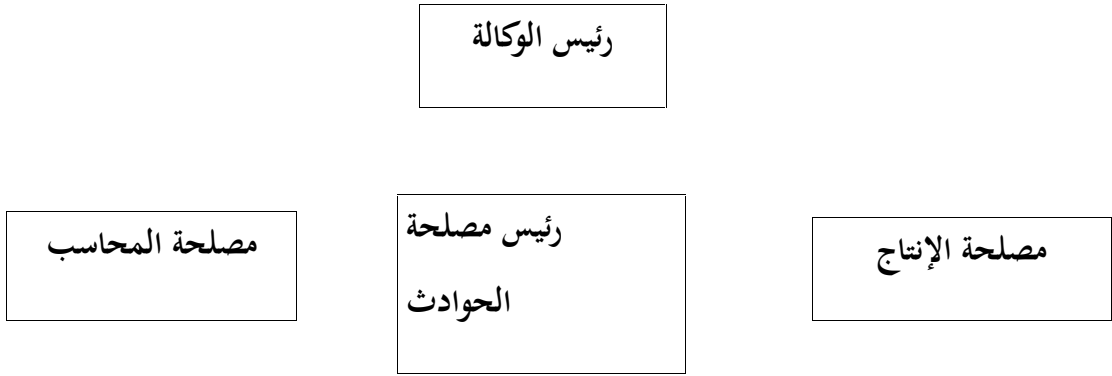 رئيس الوكالة
مصلحة الإنتاج
رئيس مصلحة
الحوادث
مصلحة المحاسب